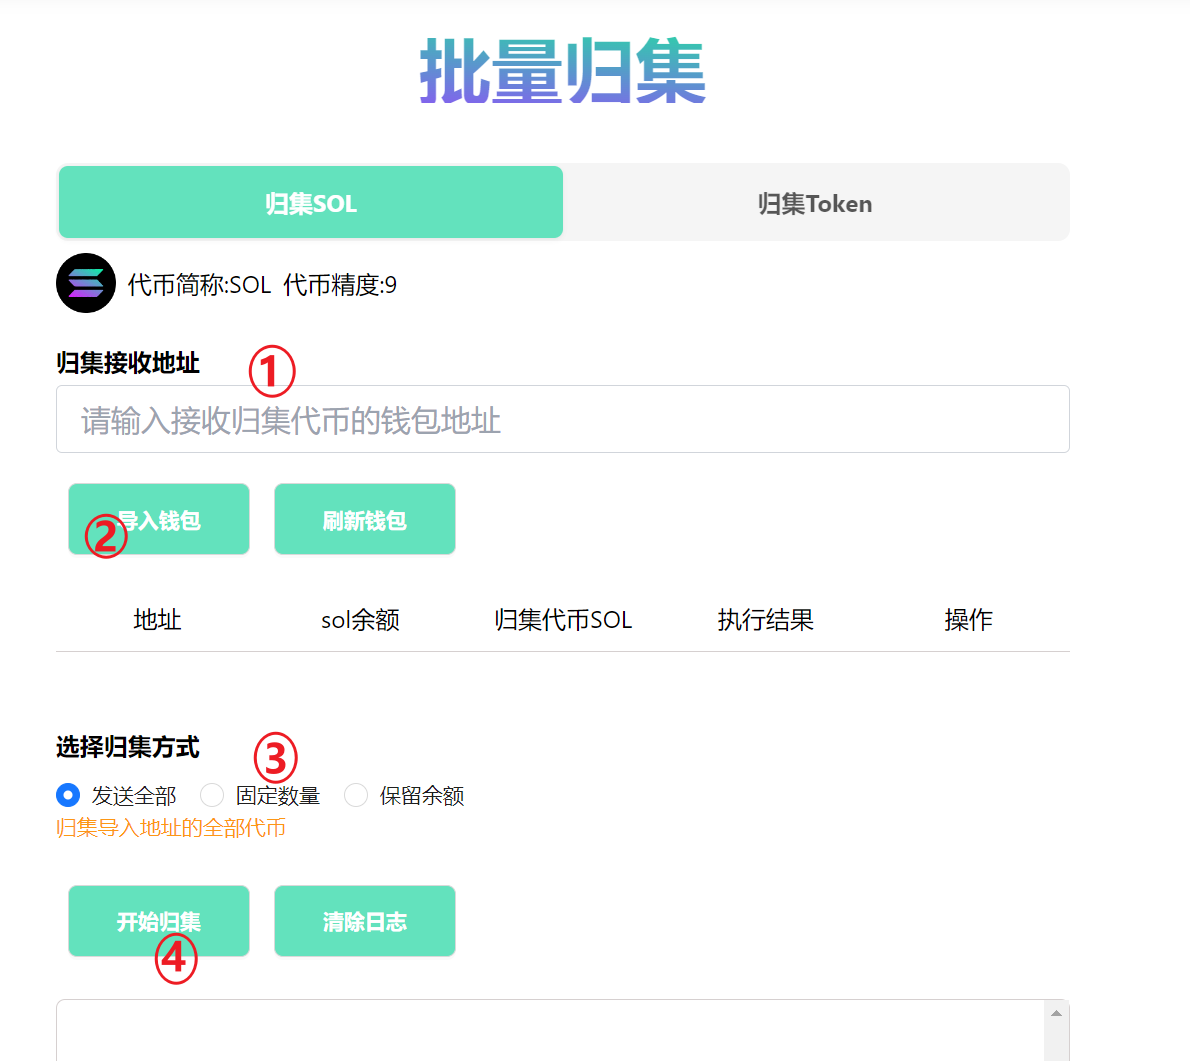 批量归集
归集SOL 归集Token
代币简称:SOL 代币精度:9
归集接收地址 ①
请输入接收归集代币的钱包地址
② 导入钱包 刷新钱包
地址 sol余额 归集代币SOL 执行结果 操作
选择归集方式 ③
发送全部 固定数量 保留余额
归集导入地址的全部代币
开始归集 清除日志
④